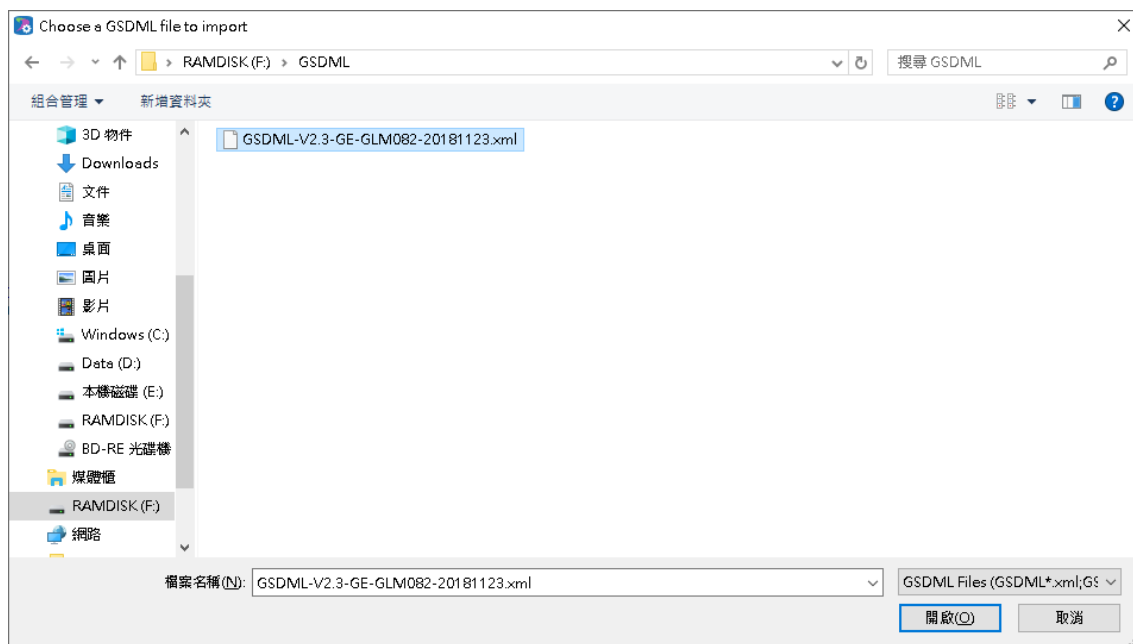 Choose a GSDML file to import
RAMDISK (F:) › GSDML
搜尋 GSDML
組合管理
新增資料夾
3D 物件
Downloads
文件
音樂
桌面
圖片
影片
Windows (C:)
Data (D:)
本機磁碟 (E:)
RAMDISK (F:)
BD-RE 光碟機
媒體櫃
RAMDISK (F:)
網路
GSDML-V2.3-GE-GLM082-20181123.xml
檔案名稱(N):
GSDML-V2.3-GE-GLM082-20181123.xml
GSDML Files (GSDML*.xml;GS
開啟(O)
取消